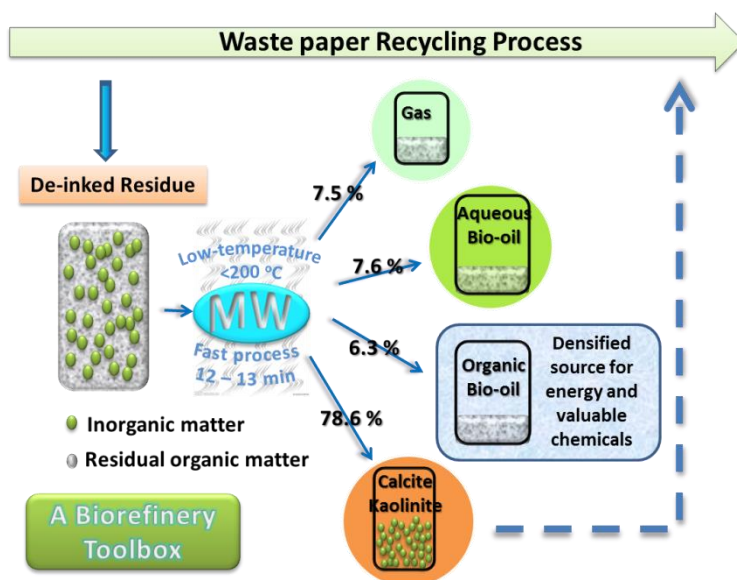 Waste paper Recycling Process
De-inked Residue
Gas
7.5 %
Aqueous
Bio-oil
7.6 %
Low-temperature
<200 ºC
MW
Fast process
12 – 13 min
6.3 %
Organic
Bio-oil
Densified
source for
energy and
valuable
chemicals
78.6 %
Inorganic matter
Residual organic matter
Calcite
Kaolinite
A Biorefinery
Toolbox